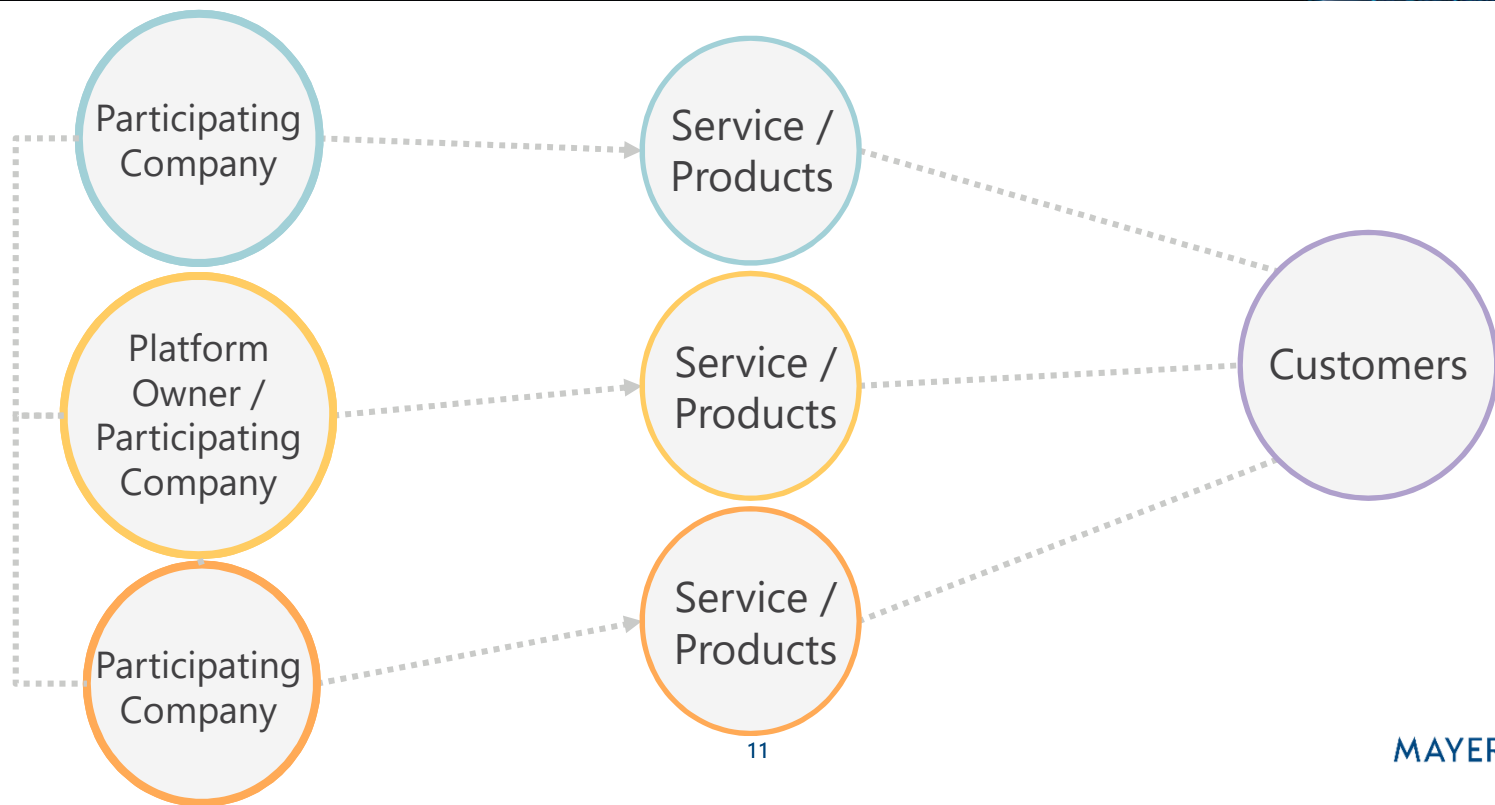 Participating
Company
Service /
Products
Platform
Owner /
Participating
Company
Service /
Products
Customers
Participating
Company
Service /
Products
11
MAYER